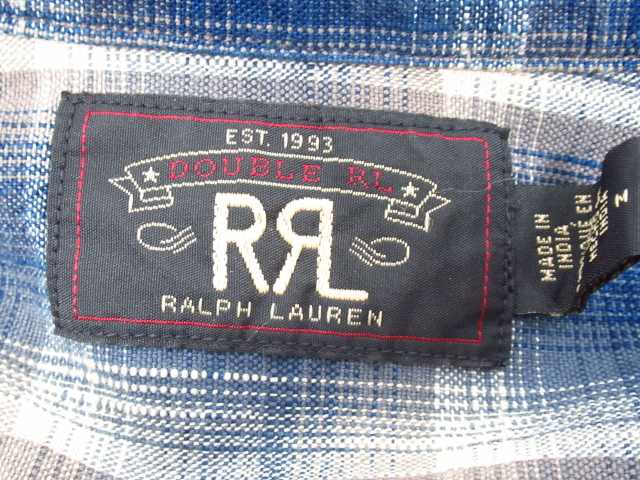 EST. 1993
DOUBLE RL
RRL
RALPH LAUREN
MADE IN
INDIA
M